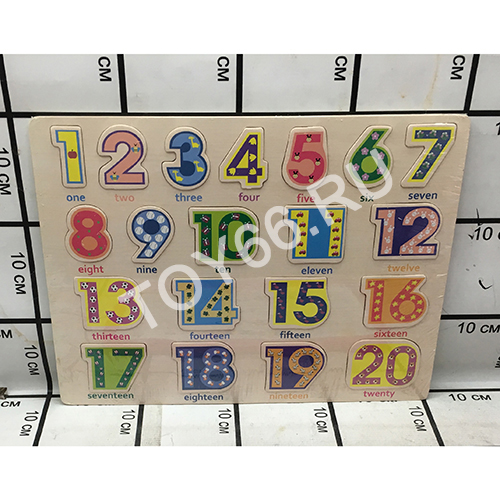 10 CM 10 CM 10 CM 10 CM
1 2 3 4 5 6 7
one two three four five six seven
8 9 10 11 12
eight nine ten eleven twelve
13 14 15 16
thirteen fourteen fifteen sixteen
17 18 19 20
seventeen eighteen nineteen twenty
TOY66.RU
10 CM
10 CM
10 CM
10 CM
10 CM
10 CM
10 CM 10 CM 10 CM